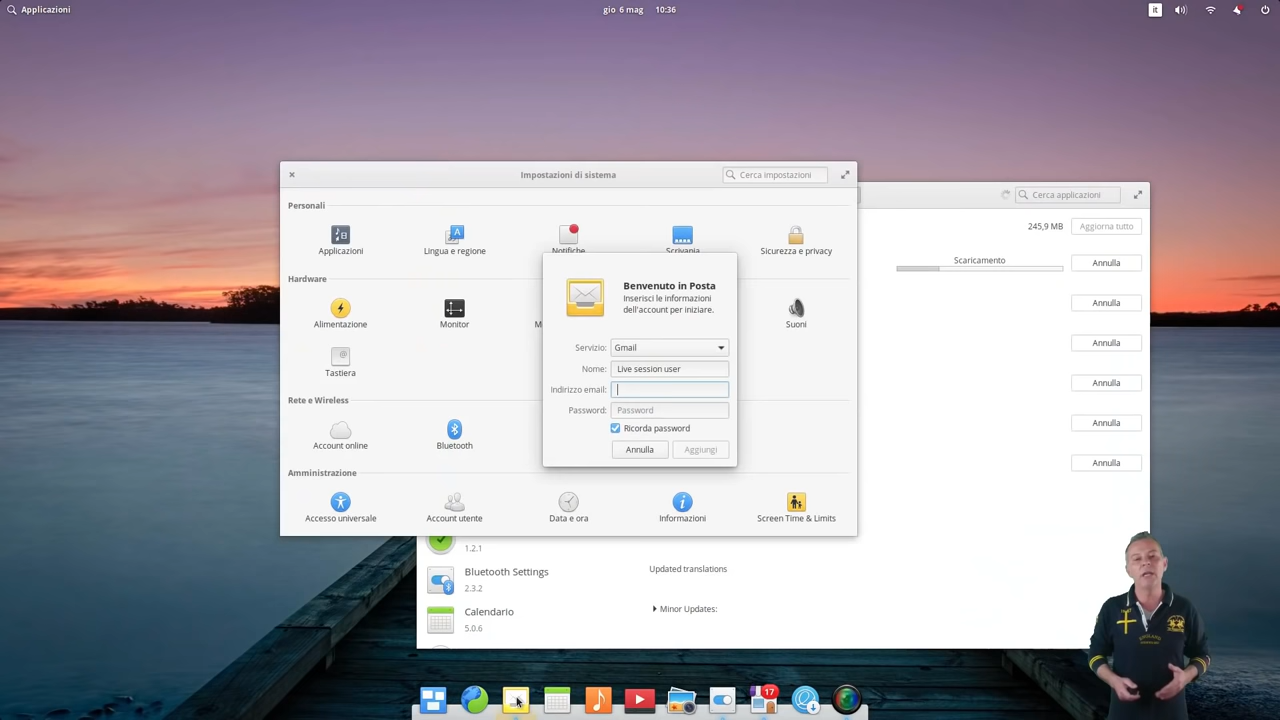 Applicazioni
gio 6 mag 10:36
it
Impostazioni di sistema
Cerca impostazioni
Cerca applicazioni
Personali
Applicazioni
Lingua e regione
Notifiche
Scrivania
Sicurezza e privacy
Hardware
Alimentazione
Monitor
M
Suoni
Tastiera
Rete e Wireless
Account online
Bluetooth
Amministrazione
Accesso universale
Account utente
Data e ora
Informazioni
Screen Time & Limits
Benvenuto in Posta
Inserisci le informazioni
dell'account per iniziare.
Servizio: Gmail
Nome: Live session user
Indirizzo email:
Password: Password
Ricorda password
Annulla
Aggiungi
245,9 MB
Aggiorna tutto
Scaricamento
Annulla
Annulla
Annulla
Annulla
Annulla
Annulla
1.2.1
Updated translations
Bluetooth Settings
2.3.2
Calendario
5.0.6
Minor Updates:
17